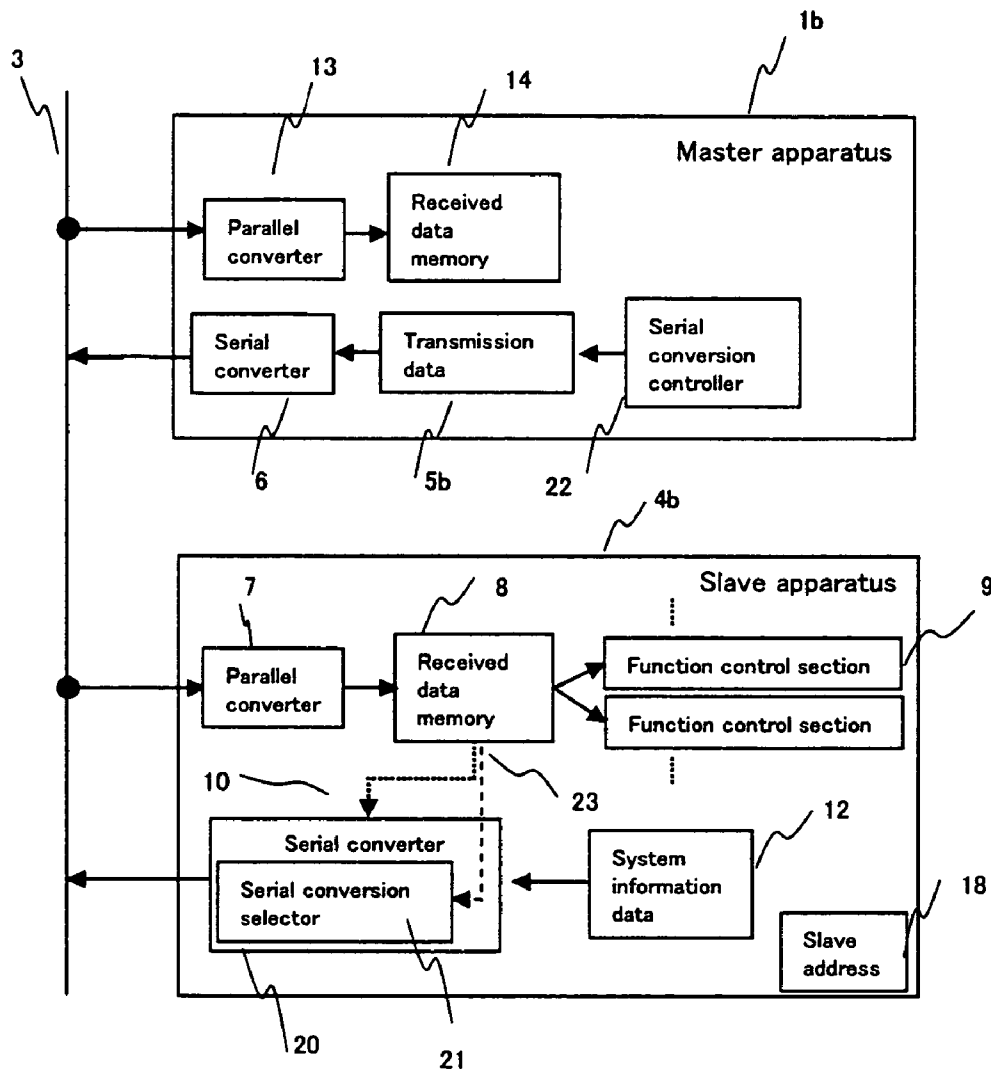 1b
3
13
14
Master apparatus
Parallel
converter
Received
data
memory
Serial
converter
Transmission
data
Serial
conversion
controller
6
5b
22
4b
7
8
Slave apparatus
9
Parallel
converter
Received
data
memory
Function control section
Function control section
10
23
12
Serial converter
Serial conversion
selector
System
information
data
18
Slave
address
20
21